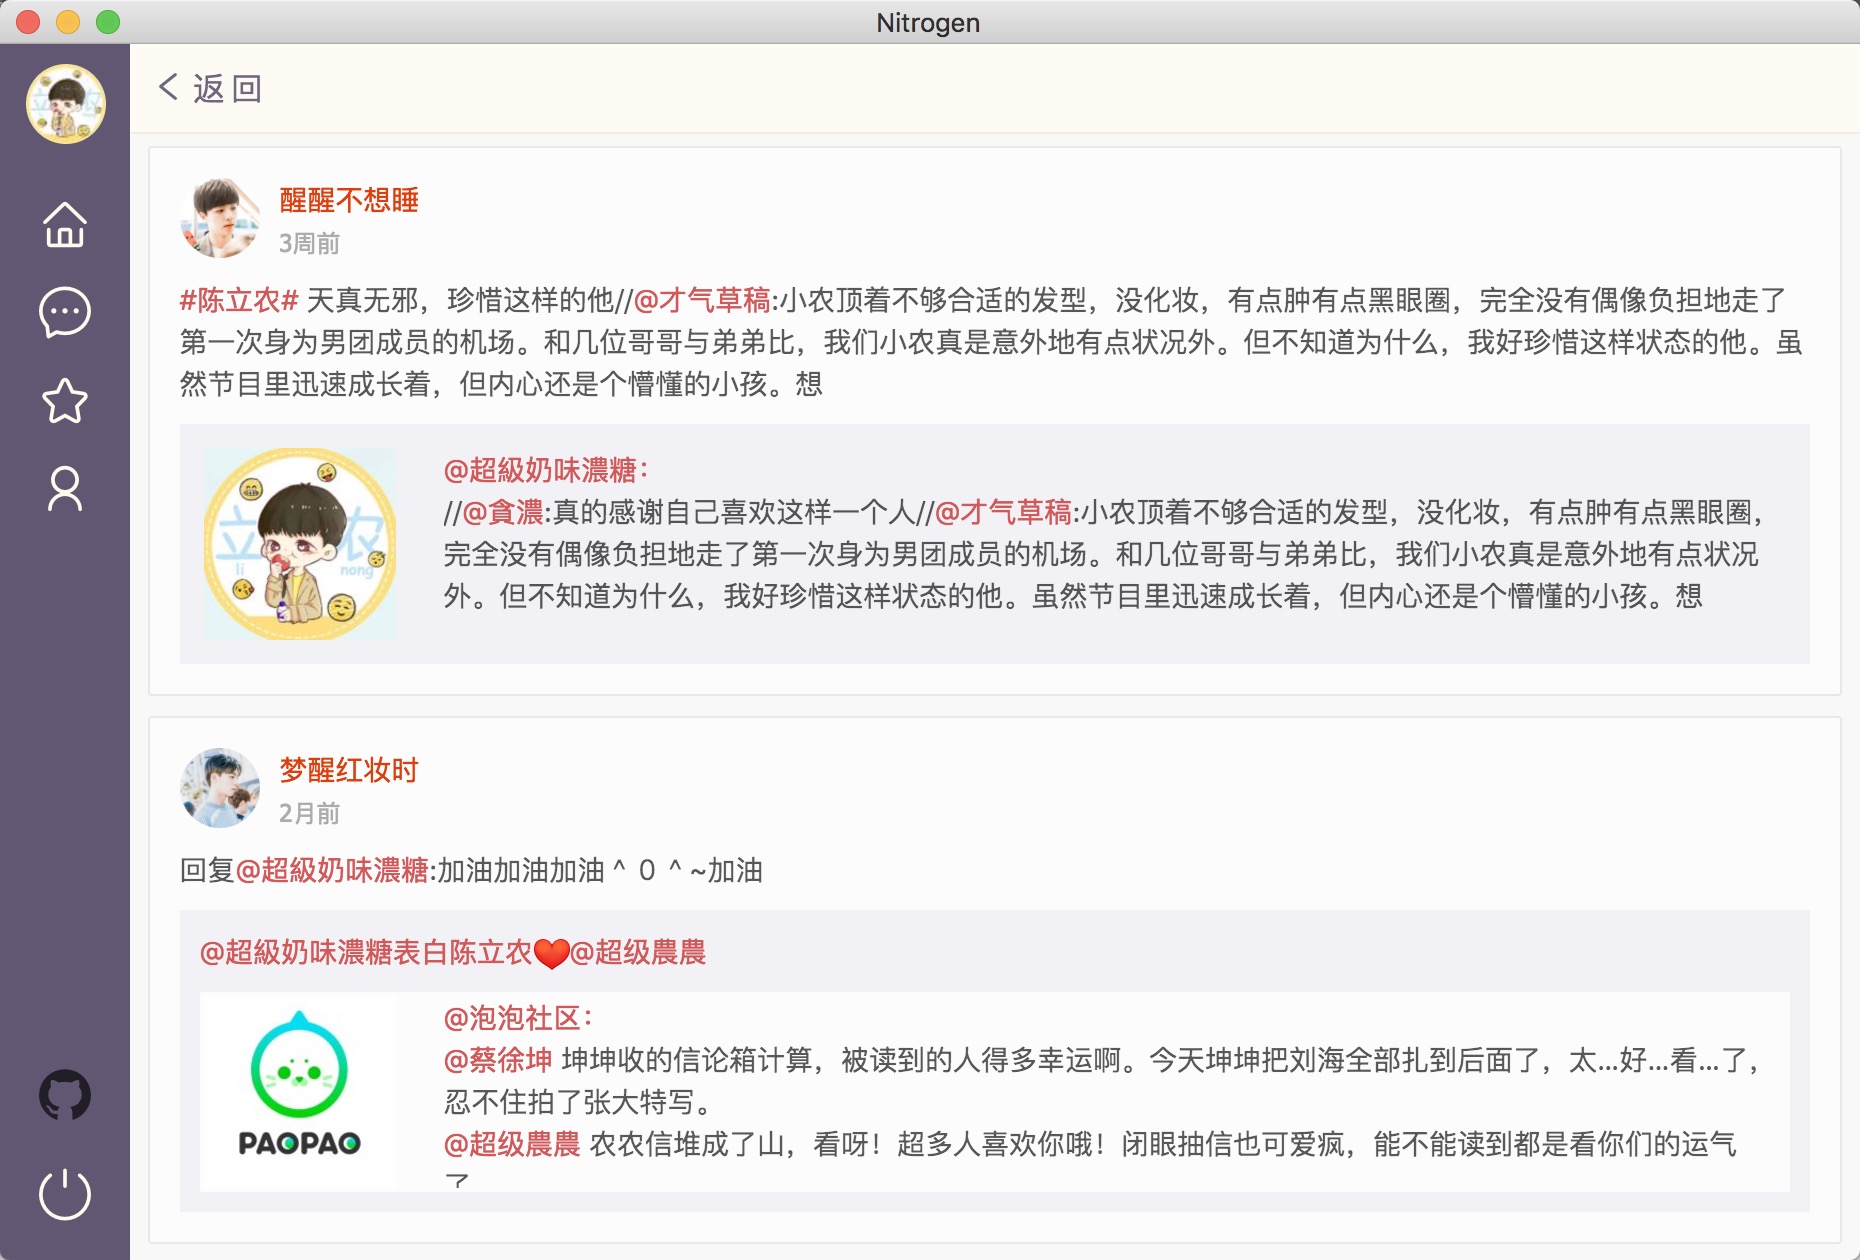 Nitrogen
返回
醒醒不想睡
3周前
#陈立农# 天真无邪，珍惜这样的他//@才气草稿:小农顶着不够合适的发型，没化妆，有点肿有点黑眼圈，完全没有偶像负担地走了
第一次身为男团成员的机场。和几位哥哥与弟弟比，我们小农真是意外地有点状况外。但不知道为什么，我好珍惜这样状态的他。虽
然节目里迅速成长着，但内心还是个懵懂的小孩。想
立农
li nong
@超級奶味濃糖：
//@貪濃:真的感谢自己喜欢这样一个人//@才气草稿:小农顶着不够合适的发型，没化妆，有点肿有点黑眼圈，
完全没有偶像负担地走了第一次身为男团成员的机场。和几位哥哥与弟弟比，我们小农真是意外地有点状况
外。但不知道为什么，我好珍惜这样状态的他。虽然节目里迅速成长着，但内心还是个懵懂的小孩。想
梦醒红妆时
2月前
回复@超級奶味濃糖:加油加油加油＾０＾~加油
@超級奶味濃糖表白陈立农❤️@超级農農
PAOPAO
@泡泡社区：
@蔡徐坤 坤坤收的信论箱计算，被读到的人得多幸运啊。今天坤坤把刘海全部扎到后面了，太...好...看...了，
忍不住拍了张大特写。
@超级農農 农农信堆成了山，看呀！超多人喜欢你哦！闭眼抽信也可爱疯，能不能读到都是看你们的运气